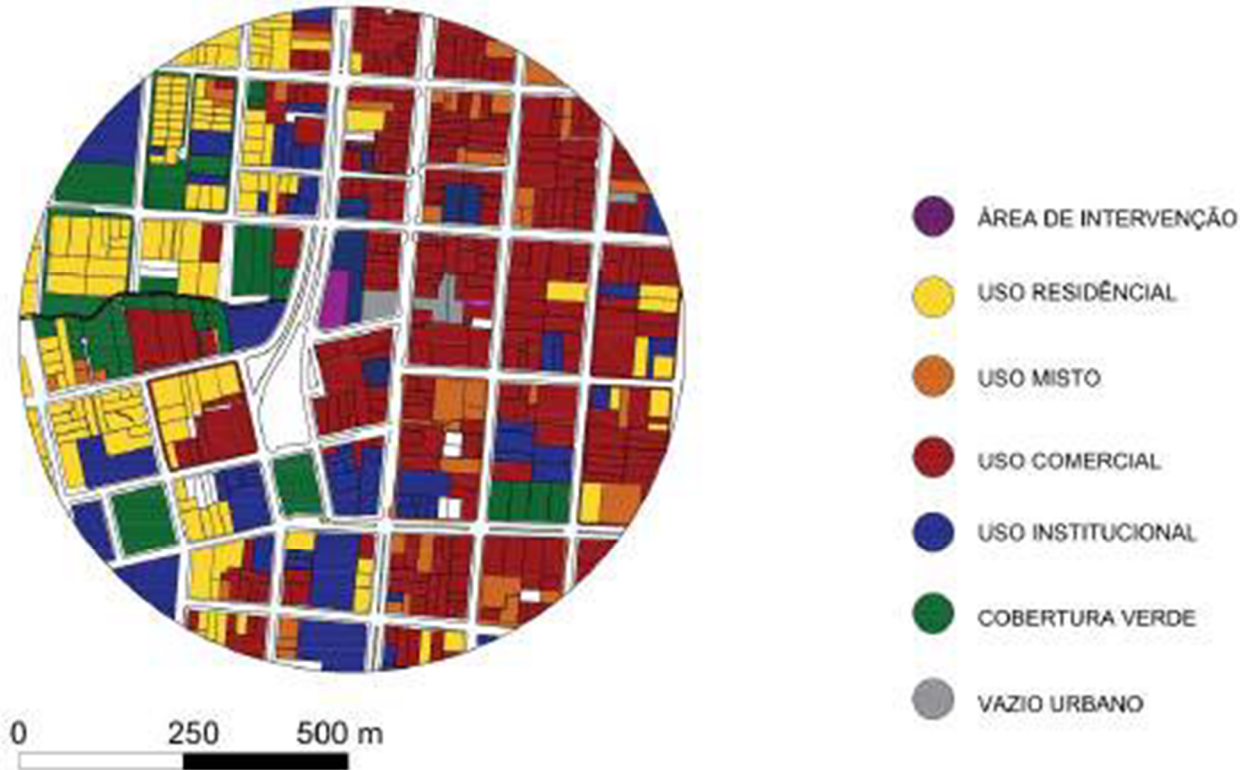 ÁREA DE INTERVENÇÃO
USO RESIDÊNCIAL
USO MISTO
USO COMERCIAL
USO INSTITUCIONAL
COBERTURA VERDE
VAZIO URBANO
0 250 500 m